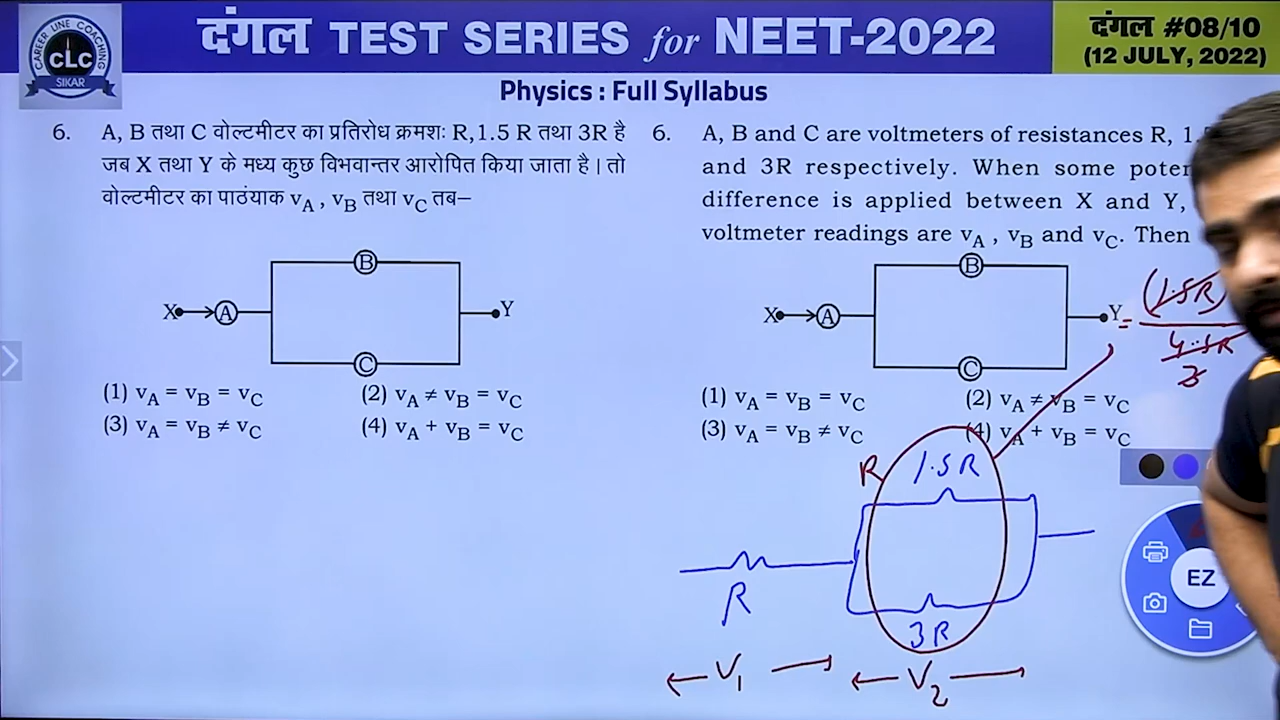 CAREER LINE COACHING
CLC
SIKAR
दंगल TEST SERIES for NEET-2022
दंगल #08/10
(12 JULY, 2022)
Physics : Full Syllabus
6. A, B तथा C वोल्टमीटर का प्रतिरोध क्रमशः R,1.5 R तथा 3R है
जब X तथा Y के मध्य कुछ विभवान्तर आरोपित किया जाता है। तो
वोल्टमीटर का पाठंयाक vA , vB तथा vC तब–
B
X A Y
C
(1) vA = vB = vC (2) vA ≠ vB = vC
(3) vA = vB ≠ vC (4) vA + vB = vC
6. A, B and C are voltmeters of resistances R,
and 3R respectively. When some
difference is applied between X and Y,
voltmeter readings are vA , vB and vC. Then
B
X A Y
C
(1) vA = vB = vC (2) vA ≠ vB = vC
(3) vA = vB ≠ vC (4) vA + vB = vC
= (1.5R)
4.5R
R
1.5R
R
3R
V1 V2
EZ